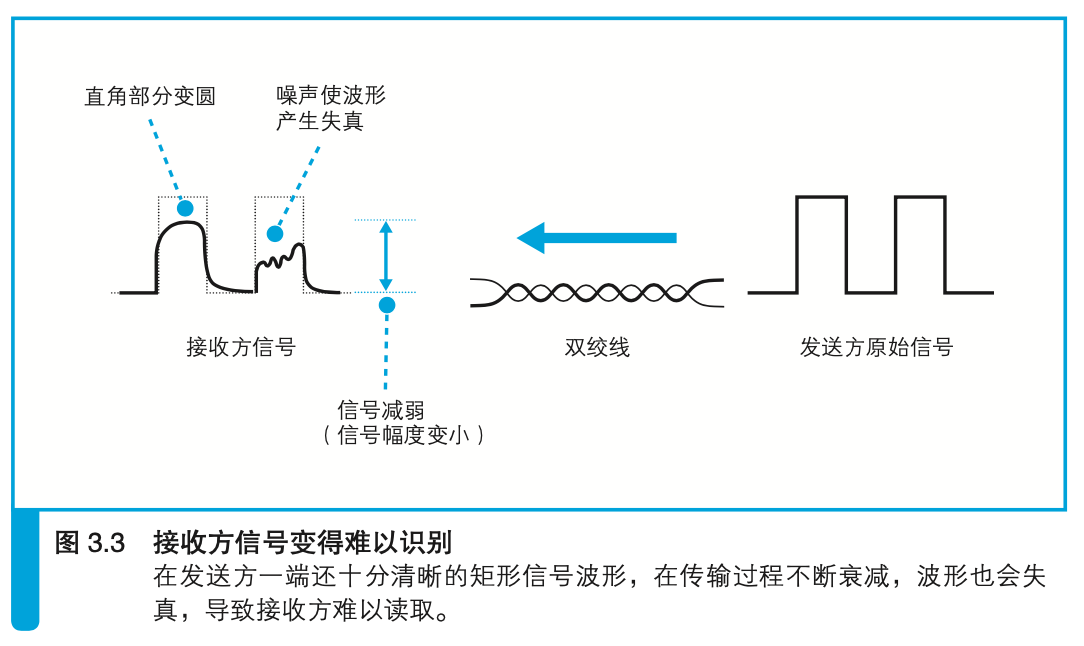 直角部分变圆
噪声使波形
产生失真
接收方信号
双绞线
发送方原始信号
信号减弱
（信号幅度变小）
图 3.3 接收方信号变得难以识别
在发送方一端还十分清晰的矩形信号波形，在传输过程不断衰减，波形也会失
真，导致接收方难以读取。